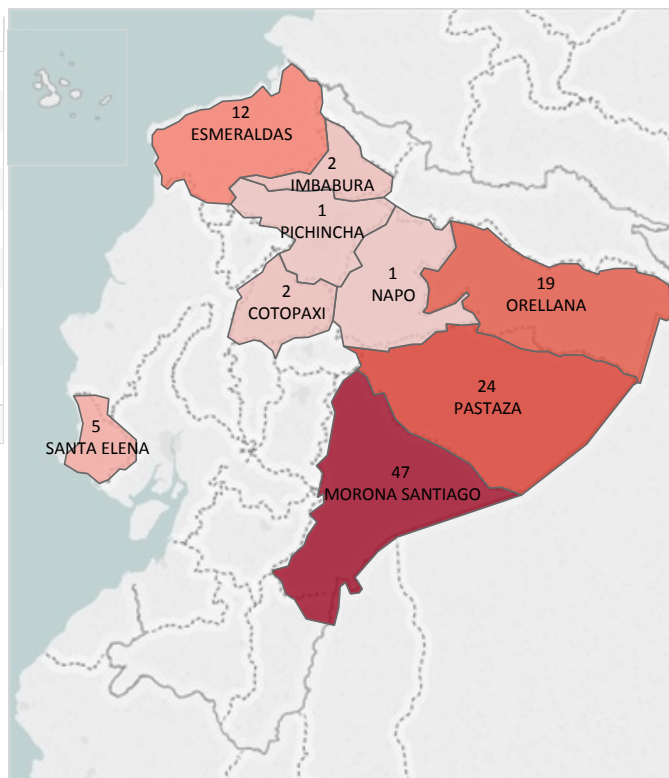 12
ESMERALDAS
2
IMBABURA
1
PICHINCHA
1
NAPO
19
ORELLANA
2
COTOPAXI
24
PASTAZA
5
SANTA ELENA
47
MORONA SANTIAGO